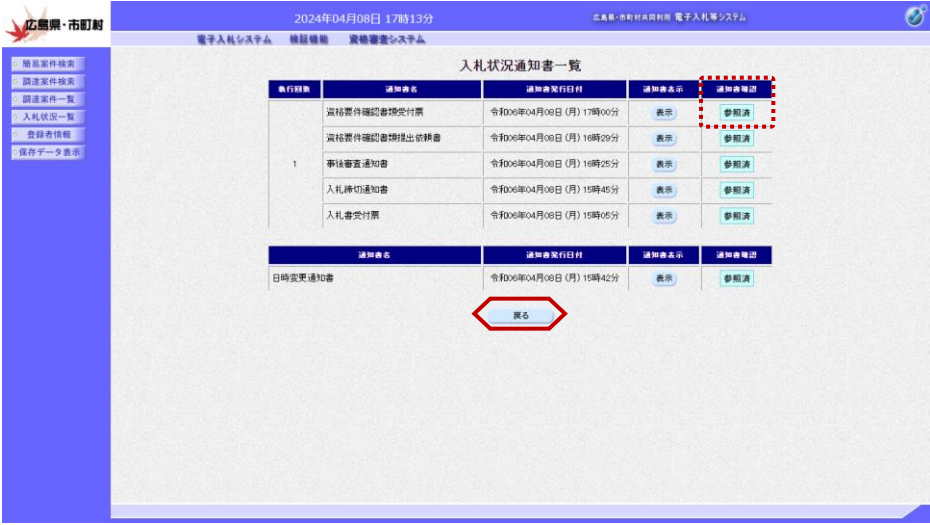 広島県・市町村
2024年04月08日 17時13分
広島県・市町村共同利用 電子入札等システム
電子入札システム 検証機能 資格審査システム
簡易案件検索
調達案件検索
調達案件一覧
入札状況一覧
登録者情報
保存データ表示
入札状況通知書一覧
執行回数 通知書名 通知書発行日付 通知書表示 通知書確認
資格要件確認書類受付票 令和06年04月08日(月)17時00分 表示 参照済
資格要件確認書類提出依頼書 令和06年04月08日(月)16時29分 表示 参照済
1 事後審査通知書 令和06年04月08日(月)16時25分 表示 参照済
入札締切通知書 令和06年04月08日(月)15時45分 表示 参照済
入札書受付票 令和06年04月08日(月)15時05分 表示 参照済
通知書名 通知書発行日付 通知書表示 通知書確認
日時変更通知書 令和06年04月08日(月)15時42分 表示 参照済
戻る